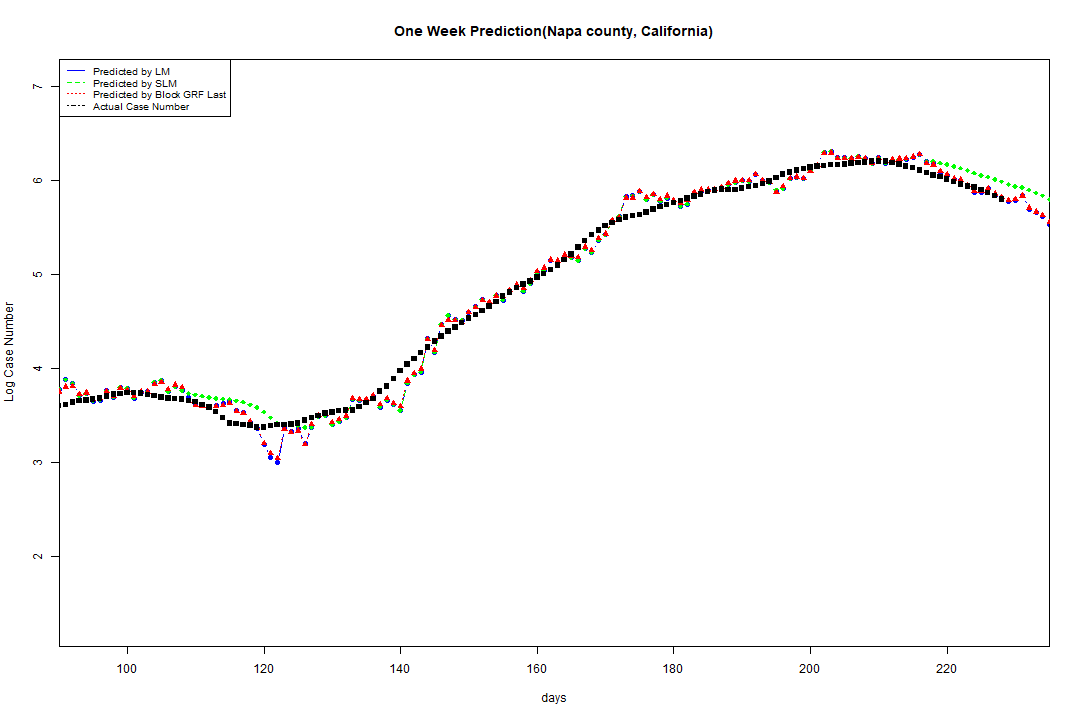 One Week Prediction(Napa county, California)
Predicted by LM
Predicted by SLM
Predicted by Block GRF Last
Actual Case Number
7
6
5
4
3
2
Log Case Number
100 120 140 160 180 200 220
days